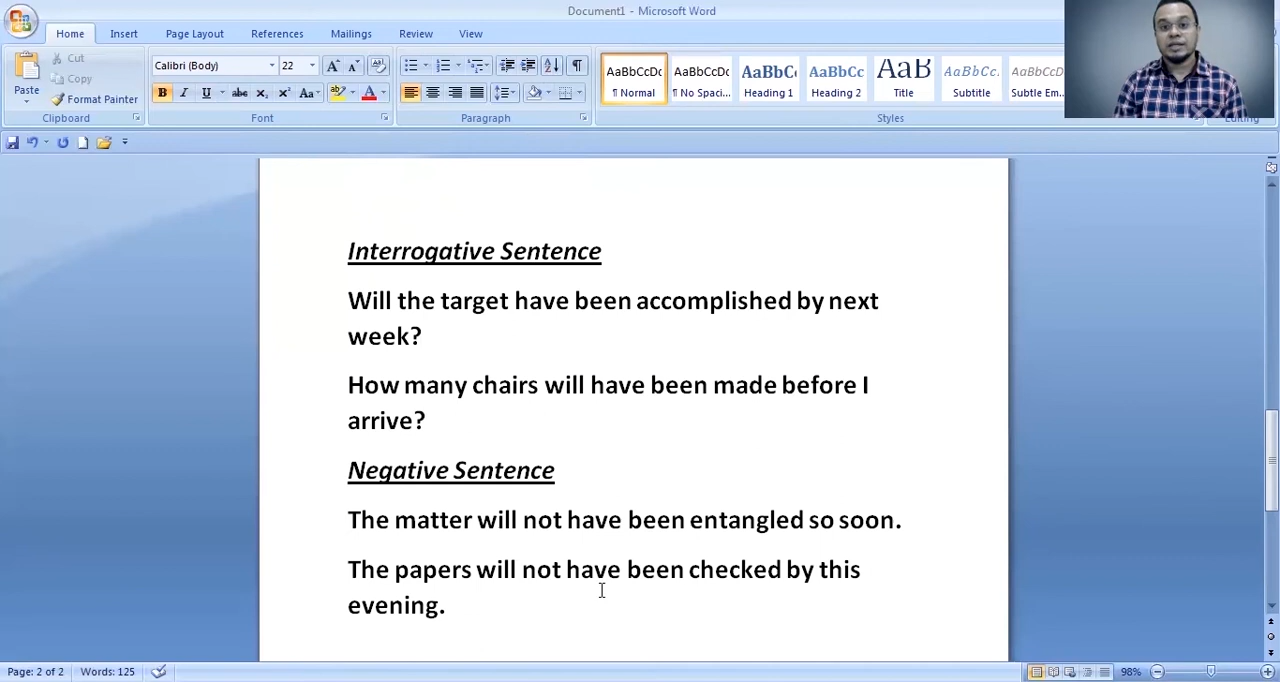 Document1 - Microsoft Word
Home Insert Page Layout References Mailings Review View
Cut
Copy
Format Painter
Paste
Clipboard
Calibri (Body) 22
Font
Paragraph
AaBbCcDc AaBbCcDc AaBbC AaBbCc AaB AaBbCc. AaBbCcD
¶ Normal ¶ No Spaci... Heading 1 Heading 2 Title Subtitle Subtle Em...
Styles
Editing
Interrogative Sentence
Will the target have been accomplished by next
week?
How many chairs will have been made before I
arrive?
Negative Sentence
The matter will not have been entangled so soon.
The papers will not have been checked by this
evening.
Page: 2 of 2 Words: 125 98%